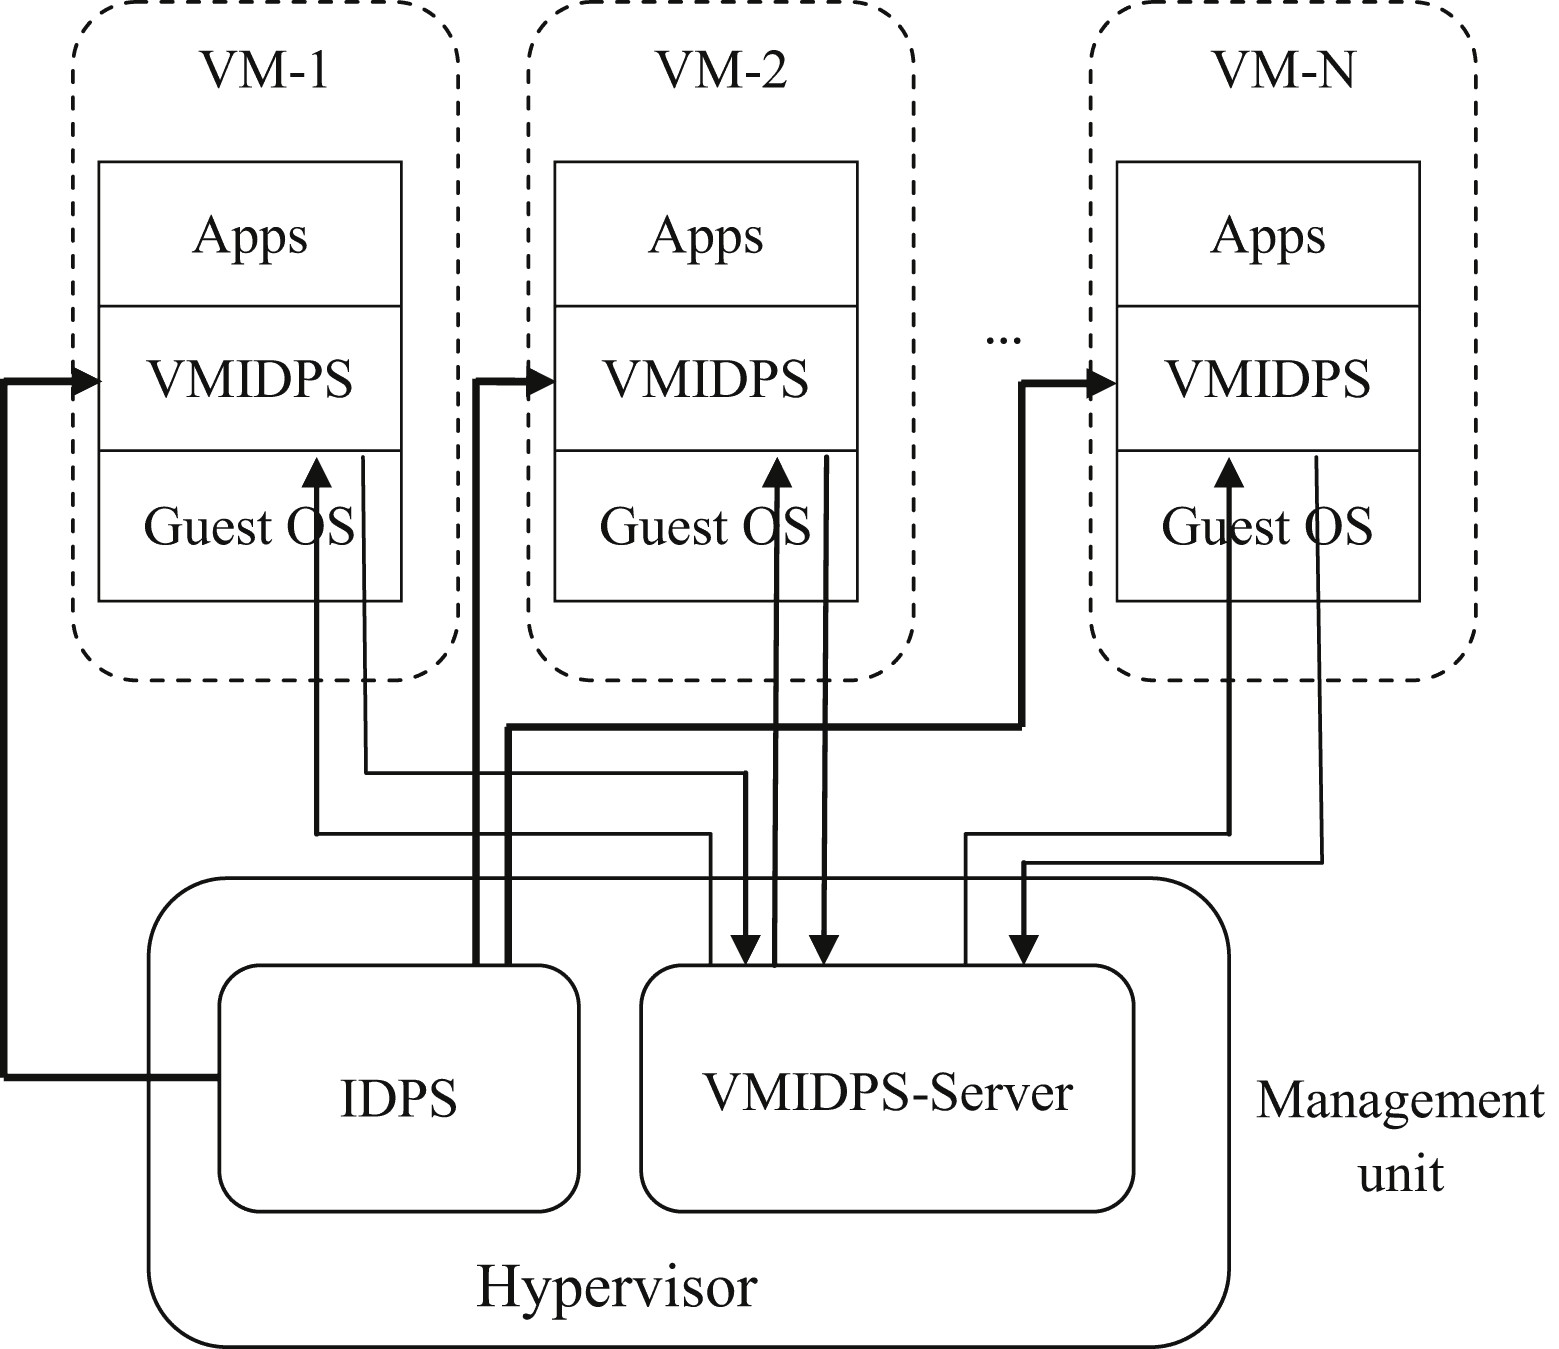 VM-1
VM-2
VM-N
Apps
Apps
Apps
...
VMIDPS
VMIDPS
VMIDPS
Guest OS
Guest OS
Guest OS
IDPS
VMIDPS-Server
Management
unit
Hypervisor